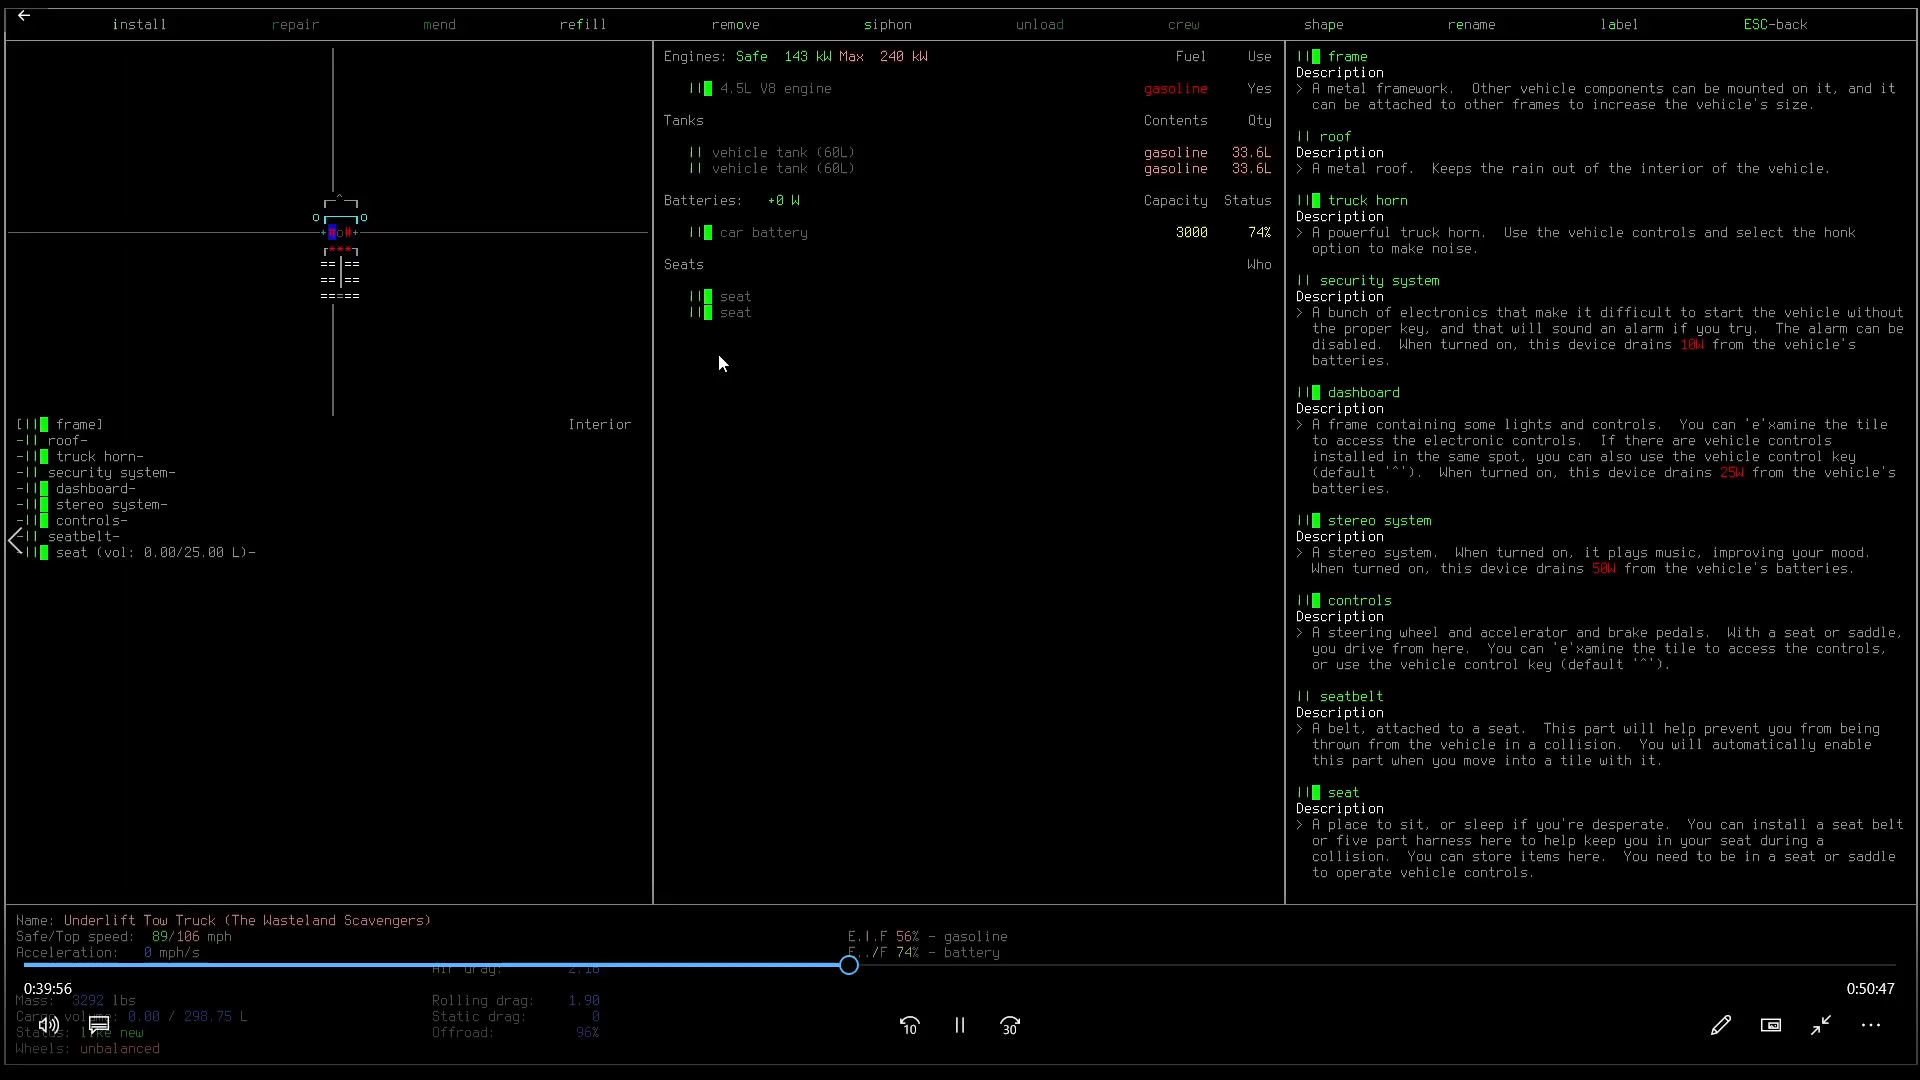 install repair mend refill remove siphon unload crew shape rename label ESC-back
Engines: Safe 143 kW Max 240 kW Fuel Use
|| 4.5L V8 engine gasoline Yes
Tanks Contents Qty
|| vehicle tank (60L) gasoline 33.6L
|| vehicle tank (60L) gasoline 33.6L
Batteries: +0 W Capacity Status
|| car battery 3000 74%
Seats Who
|| seat
|| seat
[|| frame] Interior
-|| roof-
-|| truck horn-
-|| security system-
-|| dashboard-
-|| stereo system-
-|| controls-
-|| seatbelt-
-|| seat (vol: 0.00/25.00 L)-
|| frame
Description
> A metal framework.  Other vehicle components can be mounted on it, and it
can be attached to other frames to increase the vehicle's size.
|| roof
Description
> A metal roof.  Keeps the rain out of the interior of the vehicle.
|| truck horn
Description
> A powerful truck horn.  Use the vehicle controls and select the honk
option to make noise.
|| security system
Description
> A bunch of electronics that make it difficult to start the vehicle without
the proper key, and that will sound an alarm if you try.  The alarm can be
disabled.  When turned on, this device drains 10W from the vehicle's
batteries.
|| dashboard
Description
> A frame containing some lights and controls.  You can 'e'xamine the tile
to access the electronic controls.  If there are vehicle controls
installed in the same spot, you can also use the vehicle control key
(default '^').  When turned on, this device drains 25W from the vehicle's
batteries.
|| stereo system
Description
> A stereo system.  When turned on, it plays music, improving your mood.
When turned on, this device drains 50W from the vehicle's batteries.
|| controls
Description
> A steering wheel and accelerator and brake pedals.  With a seat or saddle,
you drive from here.  You can 'e'xamine the tile to access the controls,
or use the vehicle control key (default '^').
|| seatbelt
Description
> A belt, attached to a seat.  This part will help prevent you from being
thrown from the vehicle in a collision.  You will automatically enable
this part when you move into a tile with it.
|| seat
Description
> A place to sit, or sleep if you're desperate.  You can install a seat belt
or five part harness here to help keep you in your seat during a
collision.  You can store items here.  You need to be in a seat or saddle
to operate vehicle controls.
Name: Underlift Tow Truck (The Wasteland Scavengers)
Safe/Top speed: 89/106 mph E.|.F 56% - gasoline
Acceleration: 0 mph/s E../F 74% - battery
Air drag: 2.16
0:39:56 0:50:47
Mass: 3292 lbs Rolling drag: 1.90
Cargo volume: 0.00 / 298.75 L Static drag: 0
Status: like new Offroad: 96%
10 30
Wheels: unbalanced